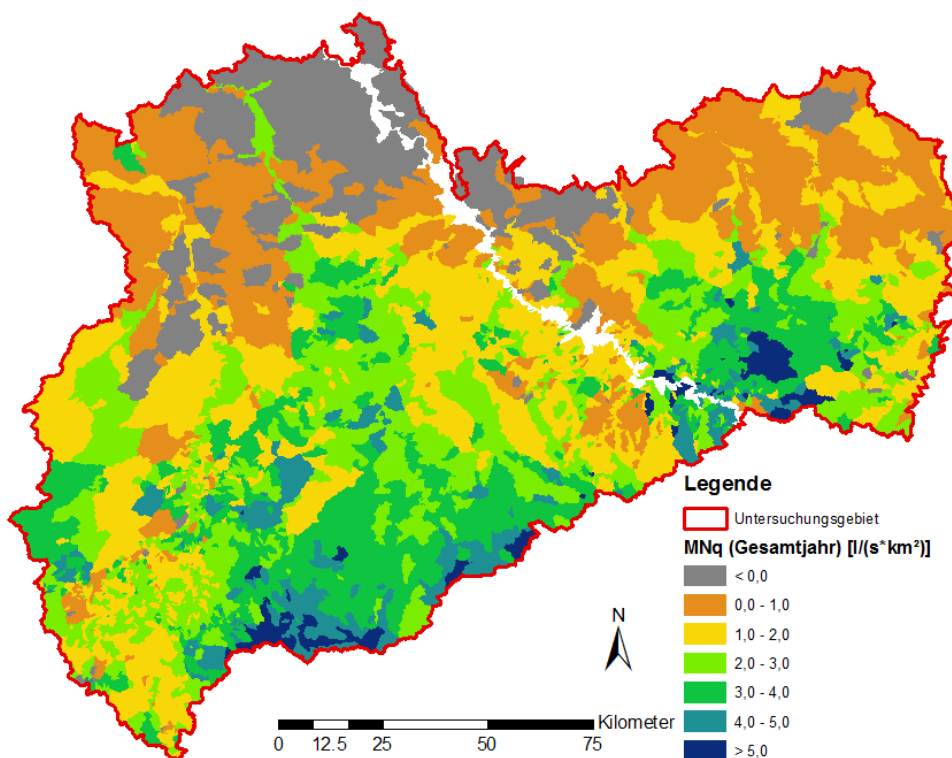 Legende
Untersuchungsgebiet
MNq (Gesamtjahr) [l/(s*km²)]
< 0,0
0,0 - 1,0
1,0 - 2,0
2,0 - 3,0
3,0 - 4,0
4,0 - 5,0
> 5,0
N
Kilometer
0 12.5 25 50 75